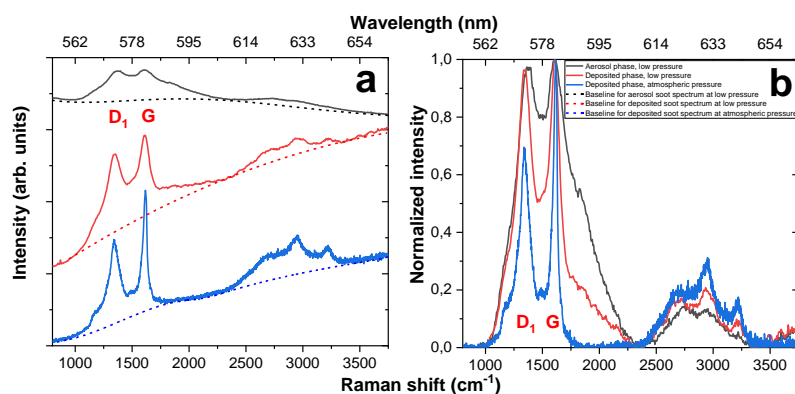 Wavelength (nm)
562 578 595 614 633 654
562 578 595 614 633 654
a
b
Aerosol phase, low pressure
Deposited phase, low pressure
Deposited phase, atmospheric pressure
Baseline for aerosol soot spectrum at low pressure
Baseline for deposited soot spectrum at low pressure
Baseline for deposited soot spectrum at atmospheric pressure
D1 G
D1 G
Intensity (arb. units)
Normalized intensity
1,0
0,8
0,6
0,4
0,2
0,0
1000 1500 2000 2500 3000 3500
1000 1500 2000 2500 3000 3500
Raman shift (cm-1)